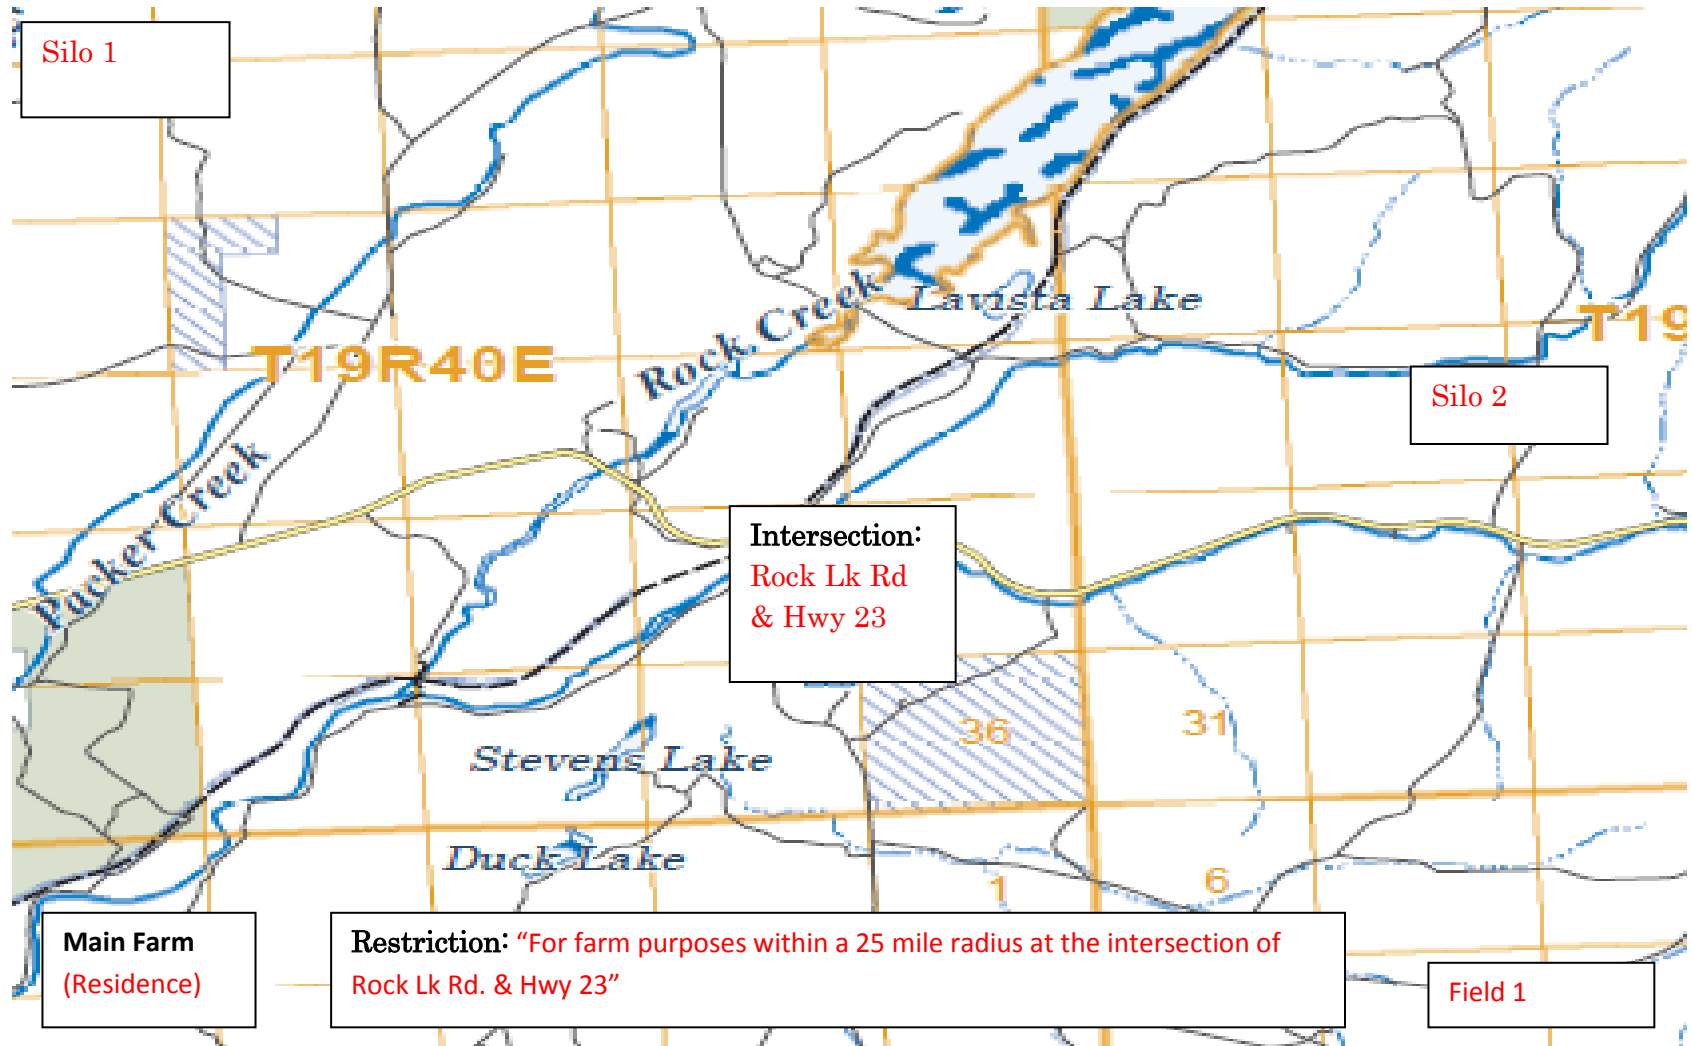 Silo 1
Lavista Lake
Rock Creek
T19R40E
T19
Silo 2
Packer Creek
Intersection:
Rock Lk Rd
& Hwy 23
36
31
Stevens Lake
Duck Lake
1
6
Main Farm
(Residence)
Restriction: “For farm purposes within a 25 mile radius at the intersection of
Rock Lk Rd. & Hwy 23”
Field 1